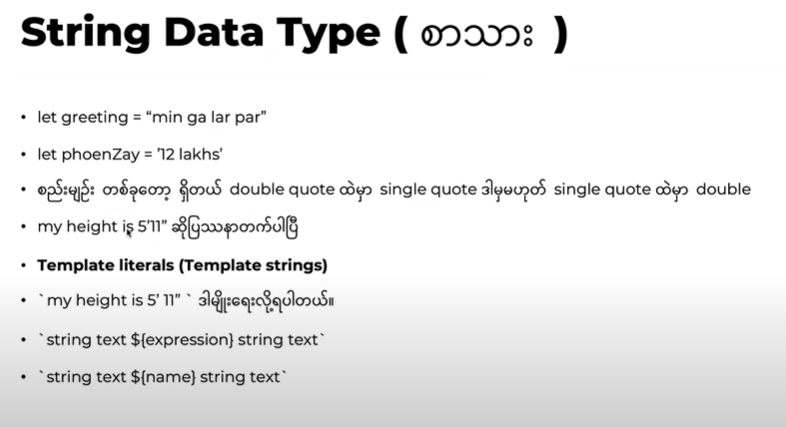 String Data Type ( စာသား )
• let greeting = “min ga lar par”
• let phoenZay = ’12 lakhs’
• စည်းမျဉ်း တစ်ခုတော့ ရှိတယ် double quote ထဲမှာ single quote ဒါမှမဟုတ် single quote ထဲမှာ double
• my height is 5’11” ဆိုပြဿနာတက်ပါပြီ
• Template literals (Template strings)
• `my height is 5’ 11” ` ဒါမျိုးရေးလို့ရပါတယ်။
• `string text ${expression} string text`
• `string text ${name} string text`